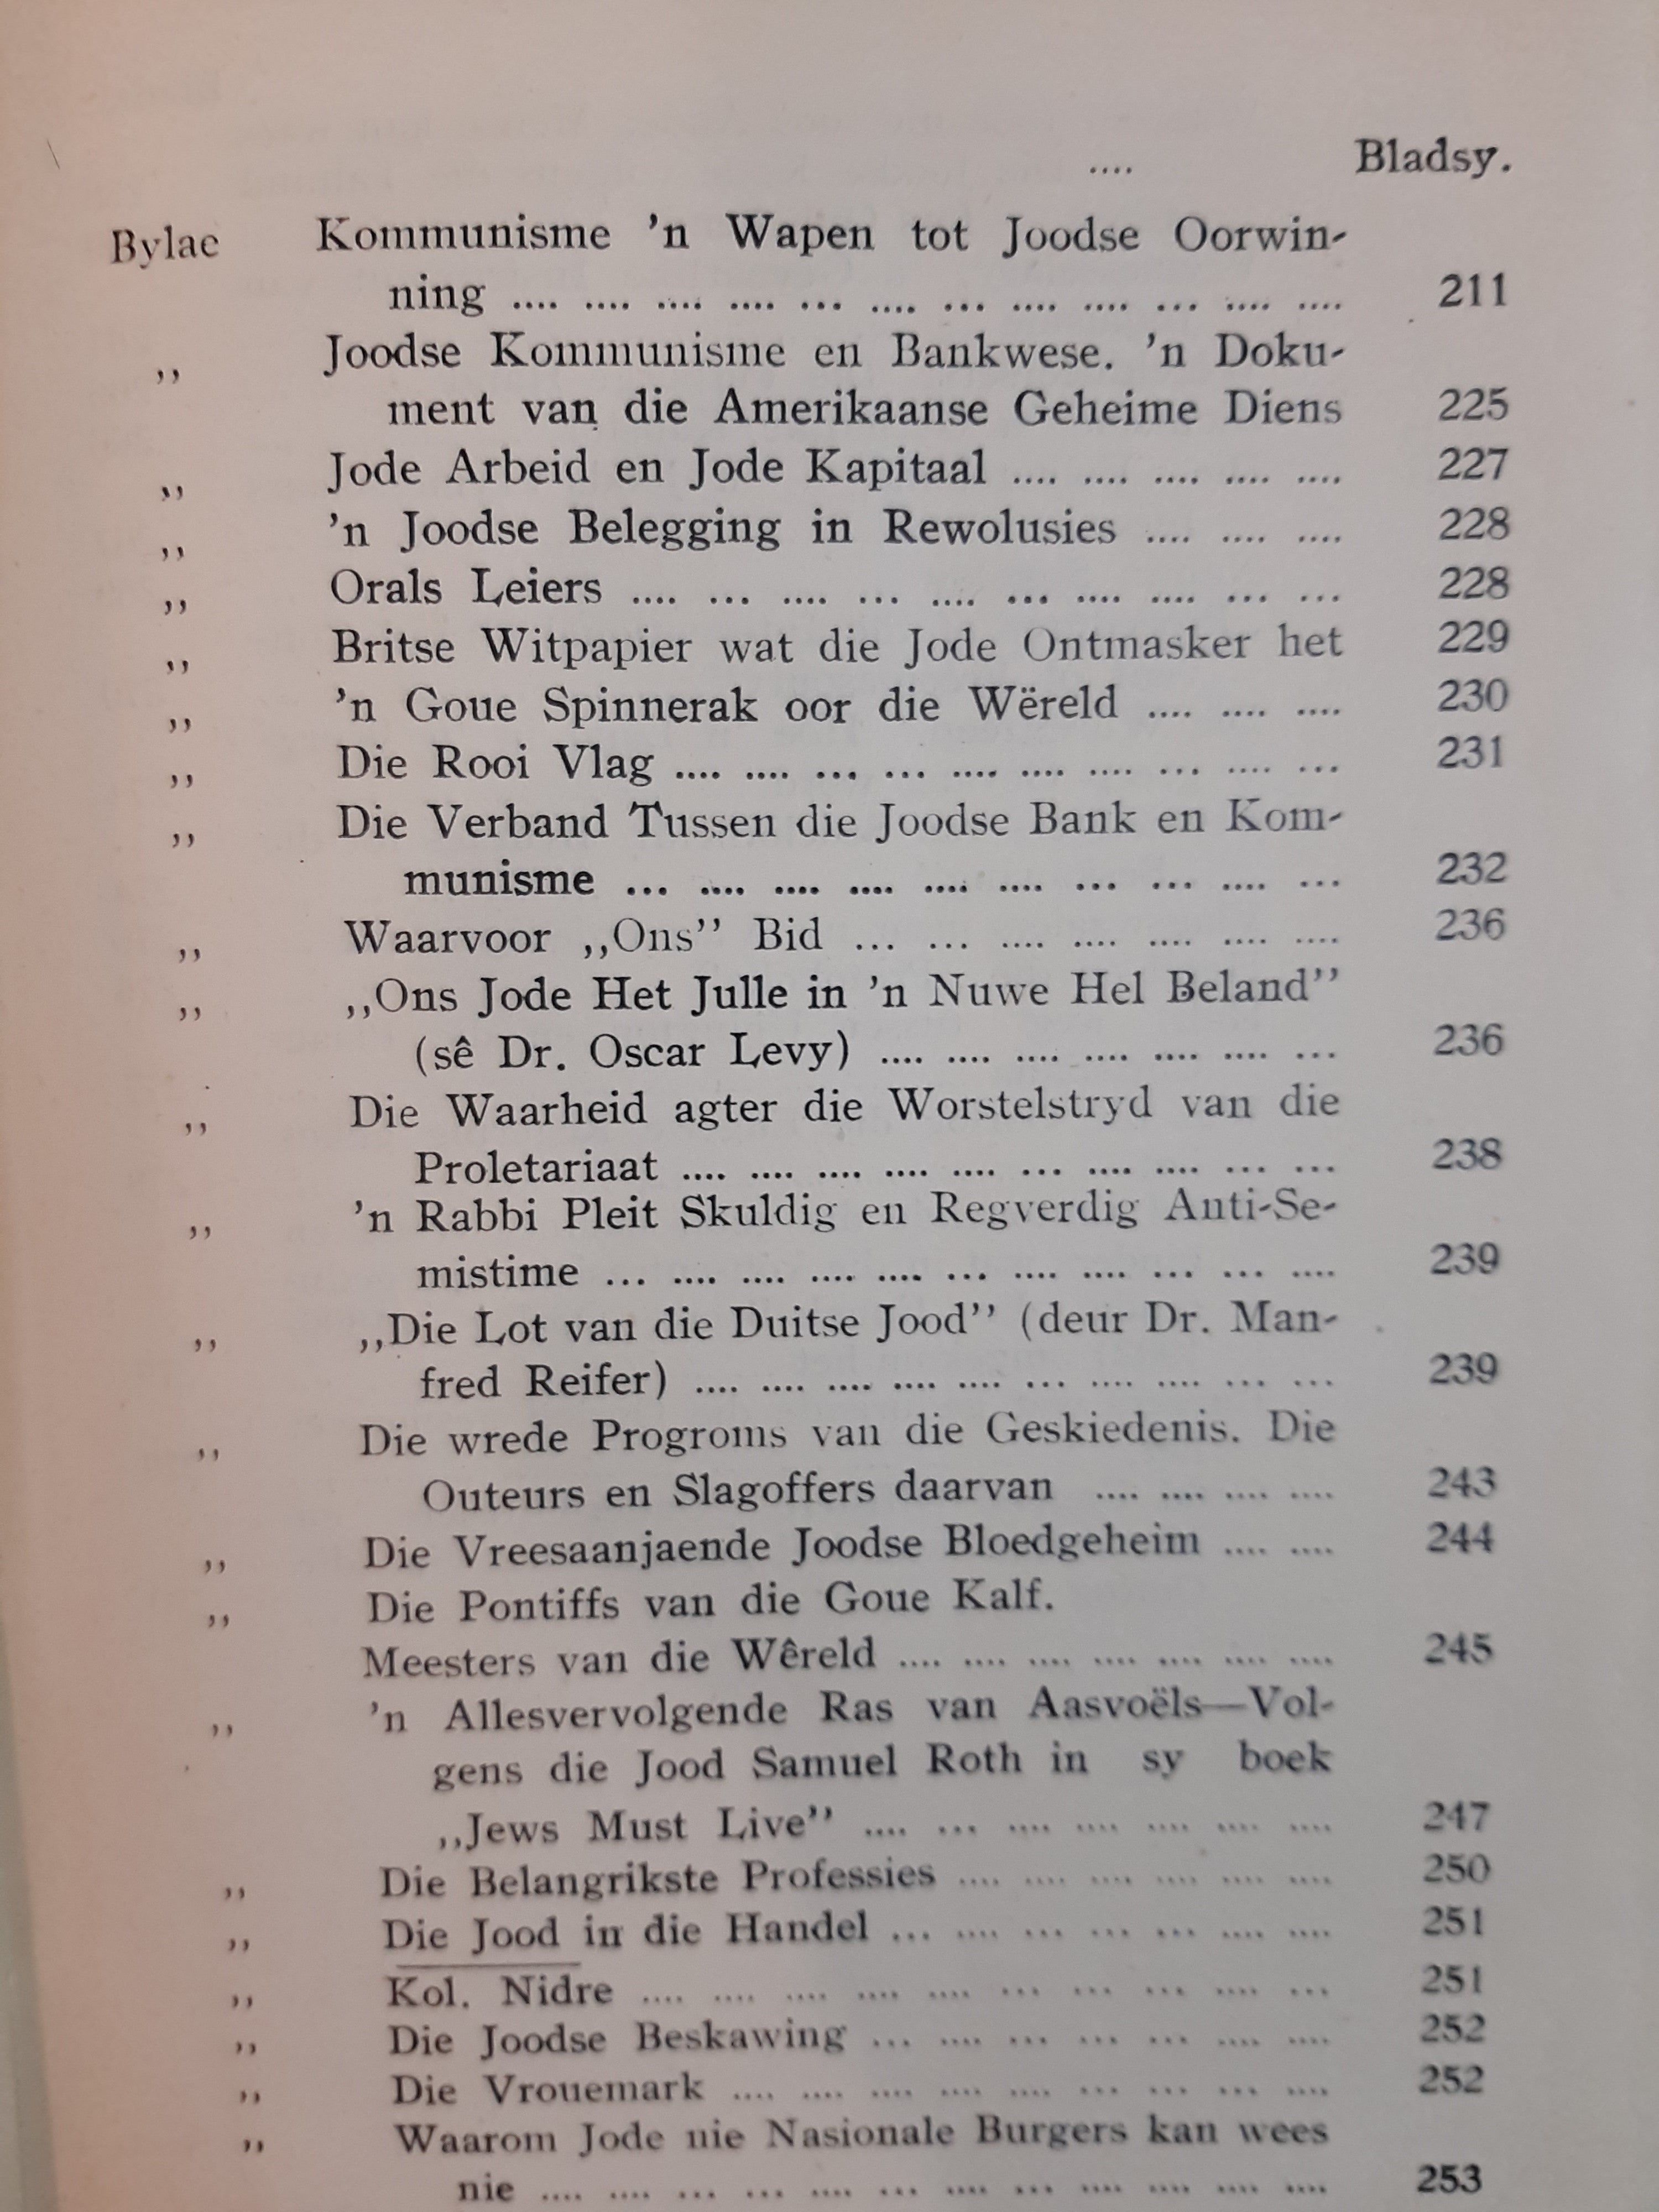 .... Bladsy.
Bylae Kommunisme 'n Wapen tot Joodse Oorwin-
ning .... .... .... .... ... .... ... .... .... ... .... .... 211
,, Joodse Kommunisme en Bankwese. 'n Doku-
ment van die Amerikaanse Geheime Diens 225
,, Jode Arbeid en Jode Kapitaal .... .... .... .... .... 227
,, 'n Joodse Belegging in Rewolusies .... .... .... 228
,, Orals Leiers .... ... .... ... .... ... .... .... ... ... 228
,, Britse Witpapier wat die Jode Ontmasker het 229
,, 'n Goue Spinnerak oor die Wëreld .... .... .... 230
,, Die Rooi Vlag .... .... ... ... .... .... .... ... .... ... 231
,, Die Verband Tussen die Joodse Bank en Kom-
munisme ... .... .... .... .... .... ... ... .... ... 232
,, Waarvoor ,,Ons'' Bid ... ... .... .... .... .... .... 236
,, ,,Ons Jode Het Julle in 'n Nuwe Hel Beland''
(sê Dr. Oscar Levy) .... .... .... .... .... .... ... 236
,, Die Waarheid agter die Worstelstryd van die
Proletariaat .... .... .... .... .... ... .... .... ... ... 238
,, 'n Rabbi Pleit Skuldig en Regverdig Anti-Se-
mistime ... .... .... .... .... ... .... .... ... ... .... 239
,, ,,Die Lot van die Duitse Jood'' (deur Dr. Man-
fred Reifer) .... .... .... .... .... ... .... .... ... ... 239
,, Die wrede Progroms van die Geskiedenis. Die
Outeurs en Slagoffers daarvan .... .... .... .... 243
,, Die Vreesaanjaende Joodse Bloedgeheim .... .... 244
,, Die Pontiffs van die Goue Kalf.
Meesters van die Wêreld .... .... .... .... .... .... .... 245
,, 'n Allesvervolgende Ras van Aasvoëls—Vol-
gens die Jood Samuel Roth in sy boek
,,Jews Must Live'' .... ... .... .... .... .... .... 247
,, Die Belangrikste Professies .... .... .... .... .... .... 250
,, Die Jood in die Handel ... .... ... ... ... .... .... 251
,, Kol. Nidre .... .... .... .... .... ... ... ... .... ... 251
,, Die Joodse Beskawing ... .... ... ... ... .... .... 252
,, Die Vrouemark .... .... .... .... .... ... ... ... .... 252
,, Waarom Jode nie Nasionale Burgers kan wees
nie .... .... ... ... .... ... .... ... .... .... .... .... 253